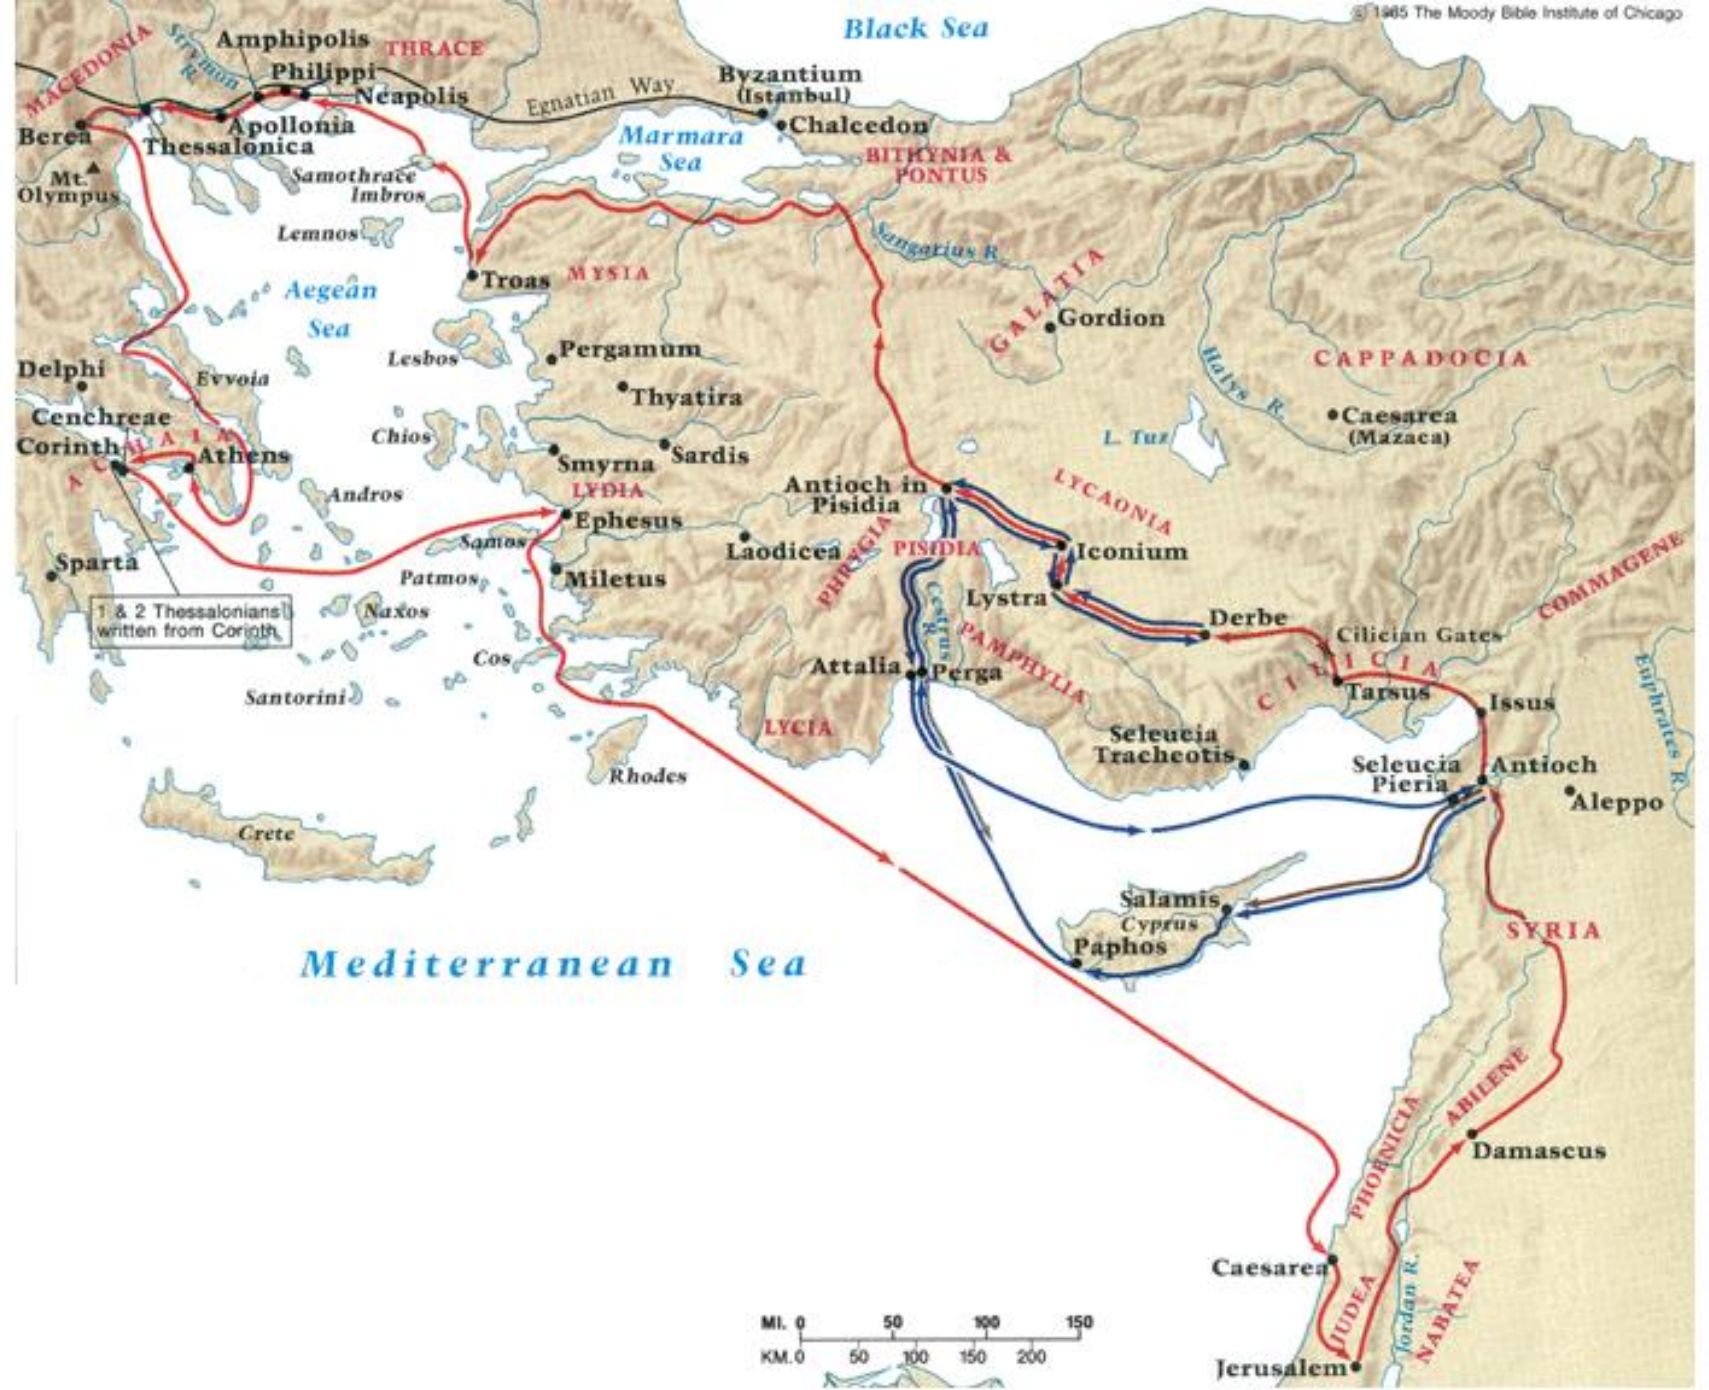 © 1985 The Moody Bible Institute of Chicago
Black Sea
MACEDONIA
Strymon
R.
Amphipolis
THRACE
Philippi
Neapolis
Egnatian Way
Byzantium
(Istanbul)
Chalcedon
Berea
Apollonia
Thessalonica
Marmara
Sea
BITHYNIA &
PONTUS
Mt.
Olympus
Samothrace
Imbros
Lemnos
Sangarius R.
Troas
MYSIA
Aegean
Sea
GALATIA
Gordion
Delphi
Evvoia
Lesbos
Pergamum
Thyatira
Halys R.
CAPPADOCIA
Caesarea
(Mazaca)
Cenchreae
Corinth
ACHAIA
Athens
Chios
Smyrna
Sardis
L. Tuz
LYDIA
Andros
Antioch in
Pisidia
LYCAONIA
Ephesus
Samos
Laodicea
PHRYGIA
PISIDIA
Iconium
Sparta
Patmos
Miletus
Cestrus
R.
Lystra
COMMAGENE
1 & 2 Thessalonians
written from Corinth
Naxos
Derbe
Cilician Gates
Cos
Attalia
Perga
PAMPHYLIA
CILICIA
Tarsus
Euphrates R.
Santorini
LYCIA
Issus
Seleucia
Tracheotis
Rhodes
Seleucia
Pieria
Antioch
Aleppo
Crete
Salamis
Cyprus
Paphos
SYRIA
Mediterranean Sea
ABILENE
PHOENICIA
Damascus
Caesarea
JUDEA
Jordan R.
NABATEA
Jerusalem
MI. 0 50 100 150
KM. 0 50 100 150 200